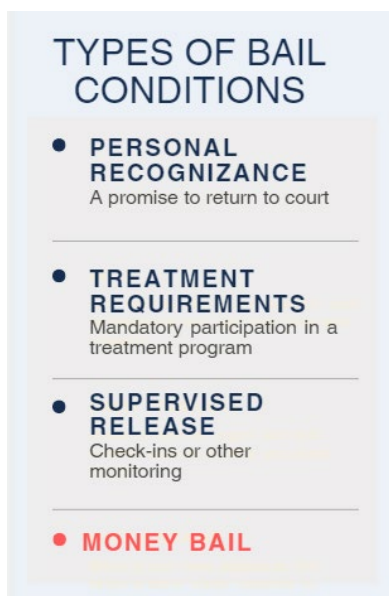 TYPES OF BAIL
CONDITIONS
PERSONAL
RECOGNIZANCE
A promise to return to court
TREATMENT
REQUIREMENTS
Mandatory participation in a
treatment program
SUPERVISED
RELEASE
Check-ins or other
monitoring
MONEY BAIL